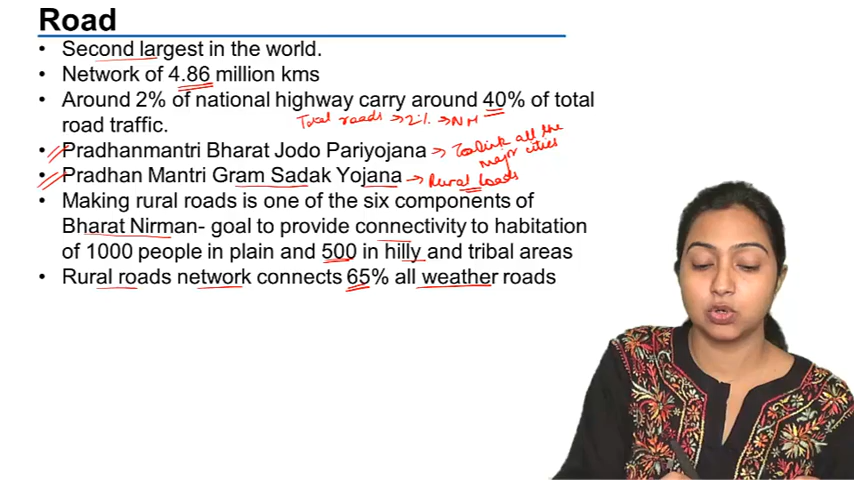 Road
• Second largest in the world.
• Network of 4.86 million kms
• Around 2% of national highway carry around 40% of total
road traffic.
Total roads → 2% → NH
• Pradhanmantri Bharat Jodo Pariyojana → To link all the
major cities
• Pradhan Mantri Gram Sadak Yojana → Rural roads
• Making rural roads is one of the six components of
Bharat Nirman- goal to provide connectivity to habitation
of 1000 people in plain and 500 in hilly and tribal areas
• Rural roads network connects 65% all weather roads